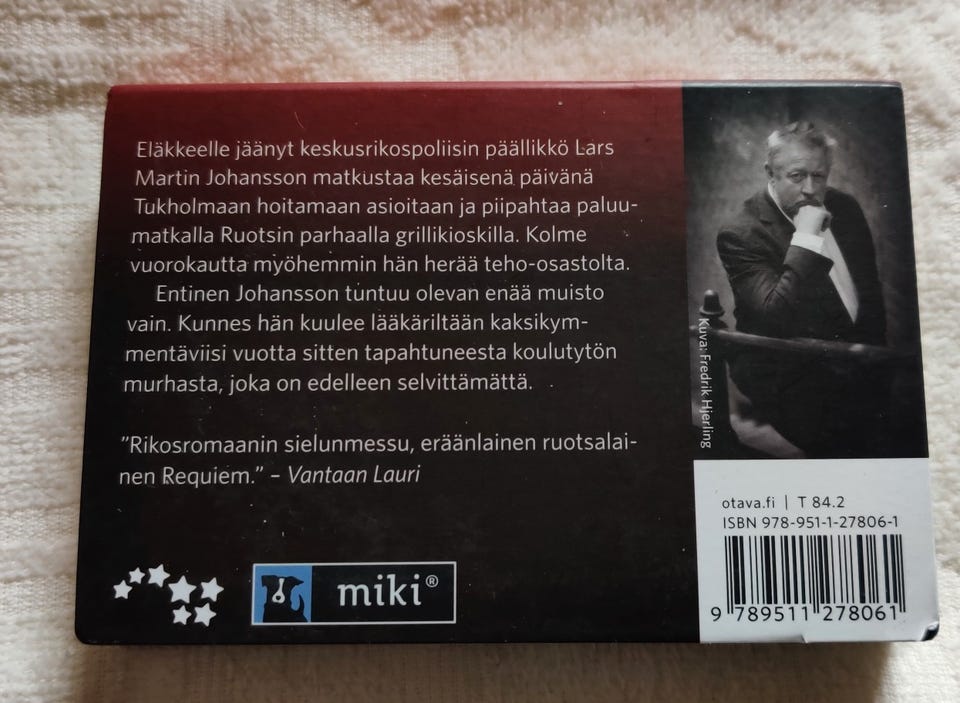 Eläkkeelle jäänyt keskusrikospoliisin päällikkö Lars
Martin Johansson matkustaa kesäisenä päivänä
Tukholmaan hoitamaan asioitaan ja piipahtaa paluu-
matkalla Ruotsin parhaalla grillikioskilla. Kolme
vuorokautta myöhemmin hän herää teho-osastolta.
Entinen Johansson tuntuu olevan enää muisto
vain. Kunnes hän kuulee lääkäriltään kaksikym-
mentäviisi vuotta sitten tapahtuneesta koulutytön
murhasta, joka on edelleen selvittämättä.
”Rikosromaanin sielunmessu, eräänlainen ruotsalai-
nen Requiem.” – Vantaan Lauri
miki®
Kuva: Fredrik Hjerling
otava.fi | T 84.2
ISBN 978-951-1-27806-1
9 789511 278061